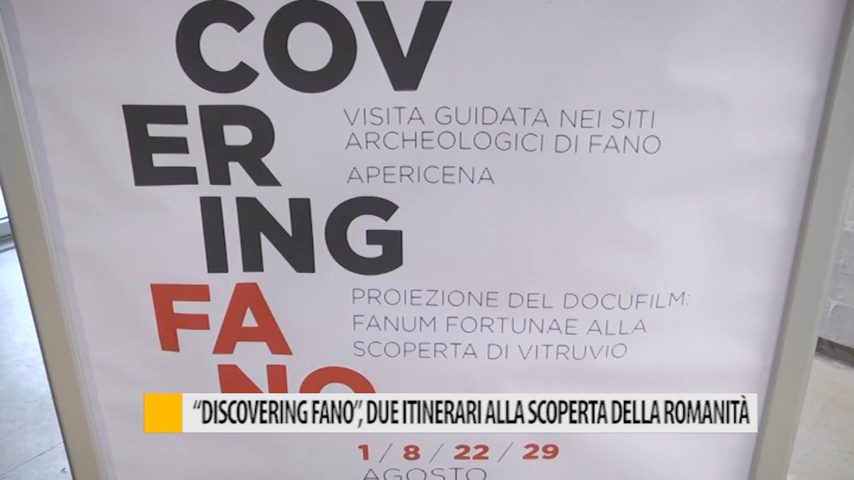 COV
ER
ING
FA
NO
VISITA GUIDATA NEI SITI
ARCHEOLOGICI DI FANO
APERICENA
PROIEZIONE DEL DOCUFILM:
FANUM FORTUNAE ALLA
SCOPERTA DI VITRUVIO
"DISCOVERING FANO", DUE ITINERARI ALLA SCOPERTA DELLA ROMANITÀ
1 / 8 / 22 / 29
AGOSTO